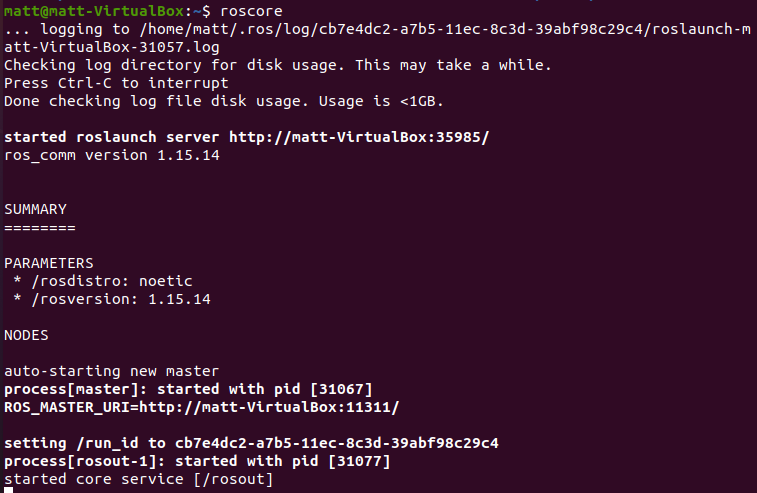 matt@matt-VirtualBox:~$ roscore
... logging to /home/matt/.ros/log/cb7e4dc2-a7b5-11ec-8c3d-39abf98c29c4/roslaunch-m
att-VirtualBox-31057.log
Checking log directory for disk usage. This may take a while.
Press Ctrl-C to interrupt
Done checking log file disk usage. Usage is <1GB.

started roslaunch server http://matt-VirtualBox:35985/
ros_comm version 1.15.14


SUMMARY
========

PARAMETERS
 * /rosdistro: noetic
 * /rosversion: 1.15.14

NODES

auto-starting new master
process[master]: started with pid [31067]
ROS_MASTER_URI=http://matt-VirtualBox:11311/

setting /run_id to cb7e4dc2-a7b5-11ec-8c3d-39abf98c29c4
process[rosout-1]: started with pid [31077]
started core service [/rosout]